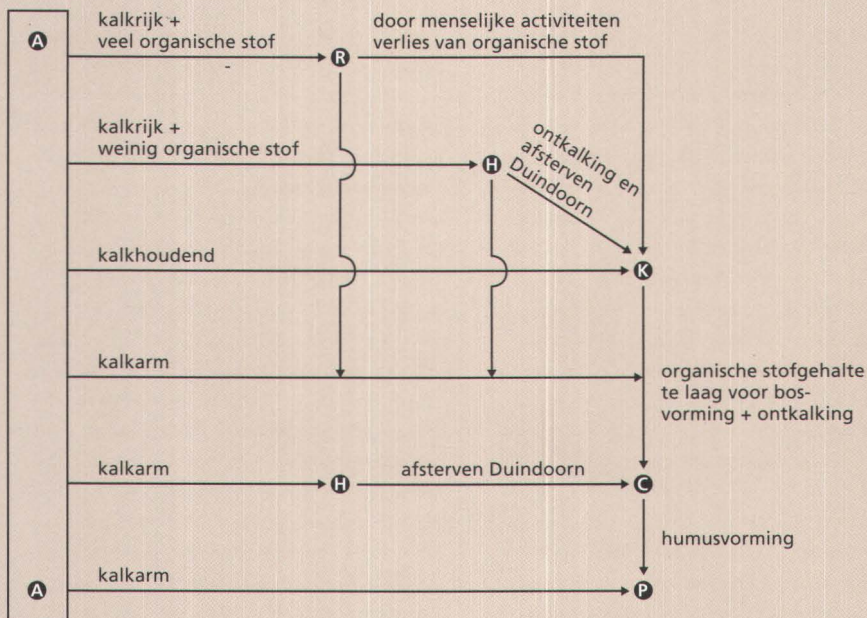 kalkrijk +
veel organische stof
door menselijke activiteiten
verlies van organische stof
A
R
kalkrijk +
weinig organische stof
H
ontkalking en
afsterven
Duindoorn
kalkhoudend
K
kalkarm
organische stofgehalte
te laag voor bos-
vorming + ontkalking
kalkarm
H
afsterven Duindoorn
C
humusvorming
kalkarm
A
P